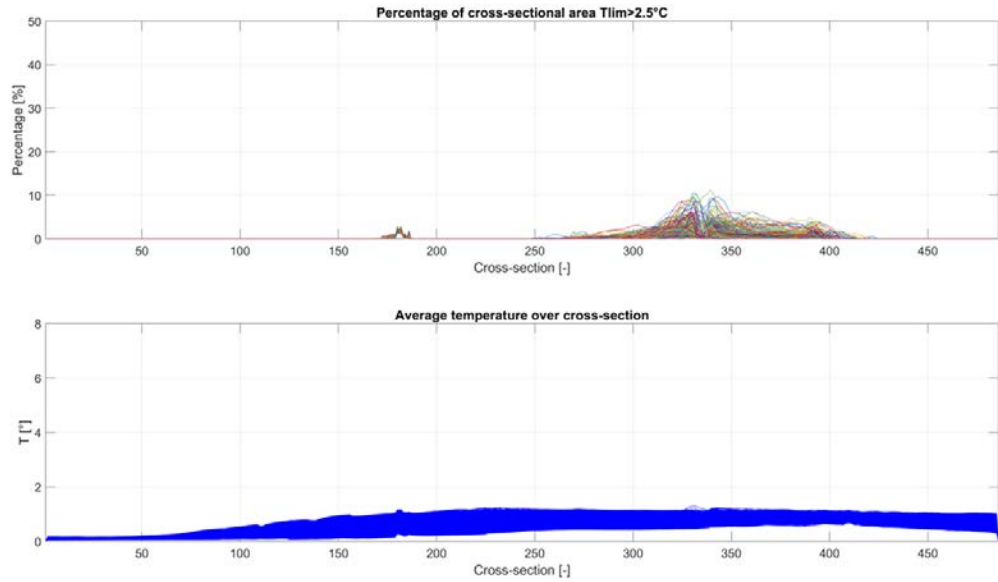 Percentage of cross-sectional area Tlim>2.5°C
50
40
30
20
10
0
Percentage [%]
50 100 150 200 250 300 350 400 450
Cross-section [-]
Average temperature over cross-section
8
6
4
2
0
T [°]
50 100 150 200 250 300 350 400 450
Cross-section [-]